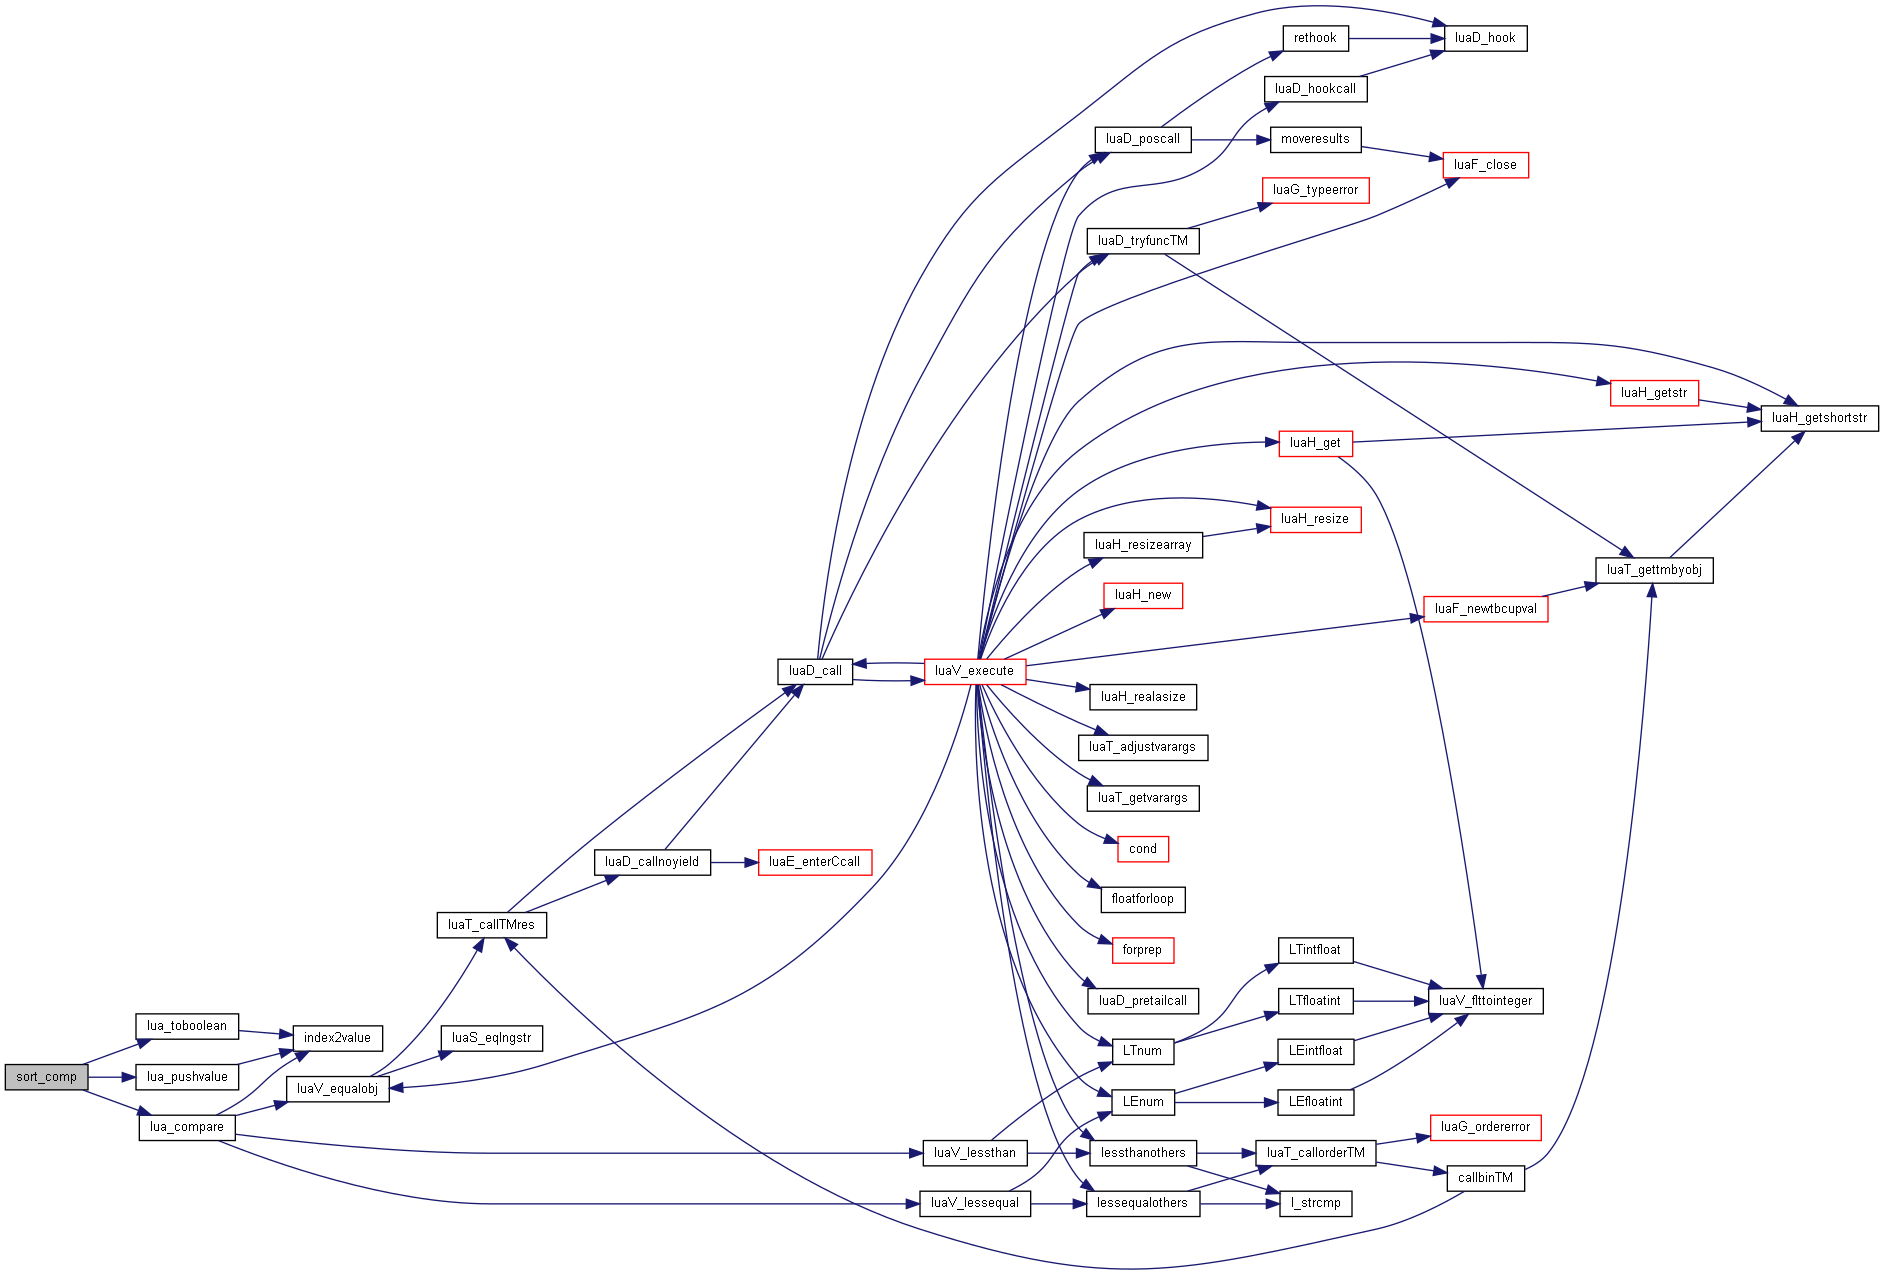 rethook
luaD_hook
luaD_hookcall
luaD_poscall
moveresults
luaF_close
luaG_typeerror
luaD_tryfuncTM
luaH_getstr
luaH_getshortstr
luaH_get
luaH_resize
luaH_resizearray
luaT_gettmbyobj
luaH_new
luaF_newtbcupval
luaD_call
luaV_execute
luaH_realasize
luaT_adjustvarargs
luaT_getvarargs
cond
luaD_callnoyield
luaE_enterCcall
floatforloop
luaT_callTMres
forprep
LTintfloat
luaD_pretailcall
LTfloatint
luaV_flttointeger
lua_toboolean
index2value
luaS_eqlngstr
LTnum
LEintfloat
sort_comp
lua_pushvalue
luaV_equalobj
LEnum
LEfloatint
lua_compare
luaG_ordererror
luaV_lessthan
lessthanothers
luaT_callorderTM
callbinTM
luaV_lessequal
lessequalothers
l_strcmp